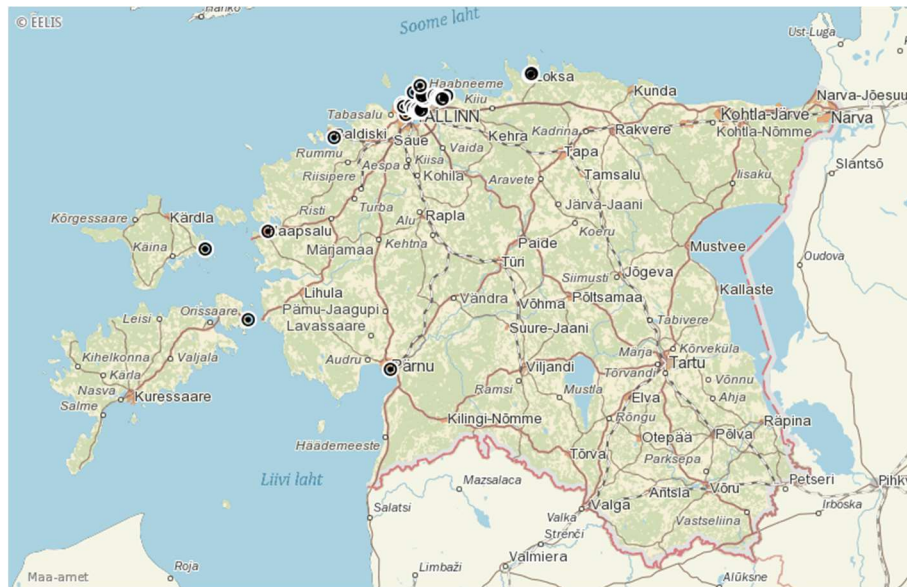 Hanko
© EELIS
Soome laht
Ust-Luga
Haabneeme
Loksa
Kunda
Narva-Jõesuu
Tabasalu
TALLINN
Kiiu
Kohtla-Järve
Narva
Paldiski
Saue
Kehra
Kadrina
Rakvere
Kohtla-Nõmme
Rummu
Vaida
Aespa
Kiisa
Tapa
Slantsõ
Riisipere
Kohila
Aravete
Tamsalu
Iisaku
Kõrgessaare
Kärdla
Risti
Turba
Alu
Rapla
Järva-Jaani
Haapsalu
Koeru
Käina
Märjamaa
Kehtna
Paide
Mustvee
Türi
Siimusti
Jõgeva
Oudova
Lihula
Vändra
Võhma
Põltsamaa
Kallaste
Leisi
Orissaare
Pärnu-Jaagupi
Lavassaare
Suure-Jaani
Tabivere
Kihelkonna
Valjala
Audru
Pärnu
Märja
Kõrveküla
Kärla
Viljandi
Tõrvandi
Tartu
Nasva
Ramsi
Mustla
Võnnu
Salme
Kuressaare
Elva
Ahja
Kilingi-Nõmme
Rõngu
Räpina
Häädemeeste
Otepää
Põlva
Tõrva
Parksepa
Liivi laht
Mazsalaca
Petseri
Pihkva
Antsla
Võru
Salatsi
Valga
Irboska
Valka
Vastseliina
Strenči
Valmiera
Roja
Maa-amet
Limbaži
Alūksne